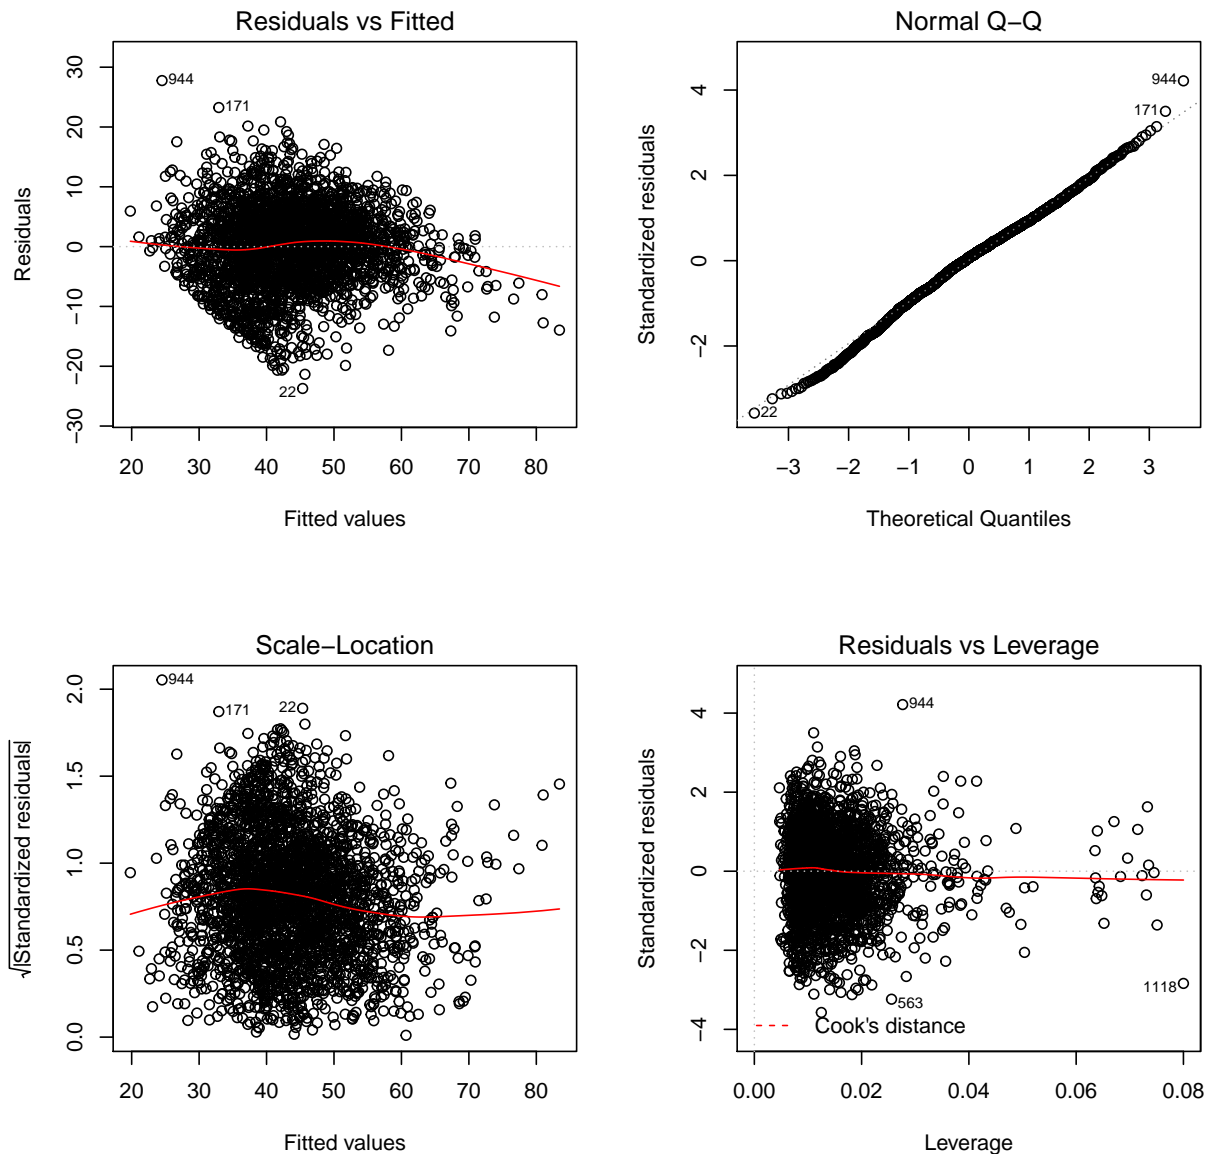 Residuals vs Fitted
Residuals
30
20
10
0
−10
−20
−30
944
171
22
20 30 40 50 60 70 80
Fitted values
Normal Q−Q
Standardized residuals
4
2
0
−2
944
171
22
−3 −2 −1 0 1 2 3
Theoretical Quantiles
Scale−Location
√|Standardized residuals|
2.0
1.5
1.0
0.5
0.0
944
171
22
20 30 40 50 60 70 80
Fitted values
Residuals vs Leverage
Standardized residuals
4
2
0
−2
−4
944
1118
563
Cook's distance
0.00 0.02 0.04 0.06 0.08
Leverage